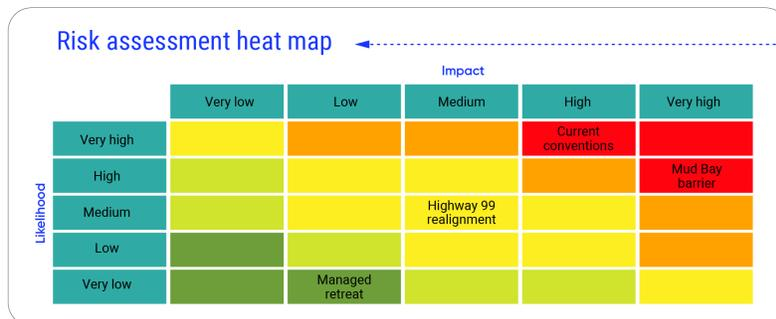 Risk assessment heat map
Impact
Very low
Low
Medium
High
Very high
Likelihood
Very high
Current
conventions
High
Mud Bay
barrier
Medium
Highway 99
realignment
Low
Very low
Managed
retreat